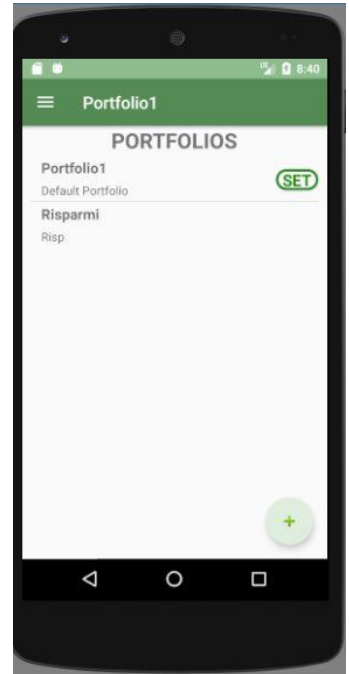 8:40
Portfolio1
PORTFOLIOS
Portfolio1
Default Portfolio
SET
Risparmi
Risp
+